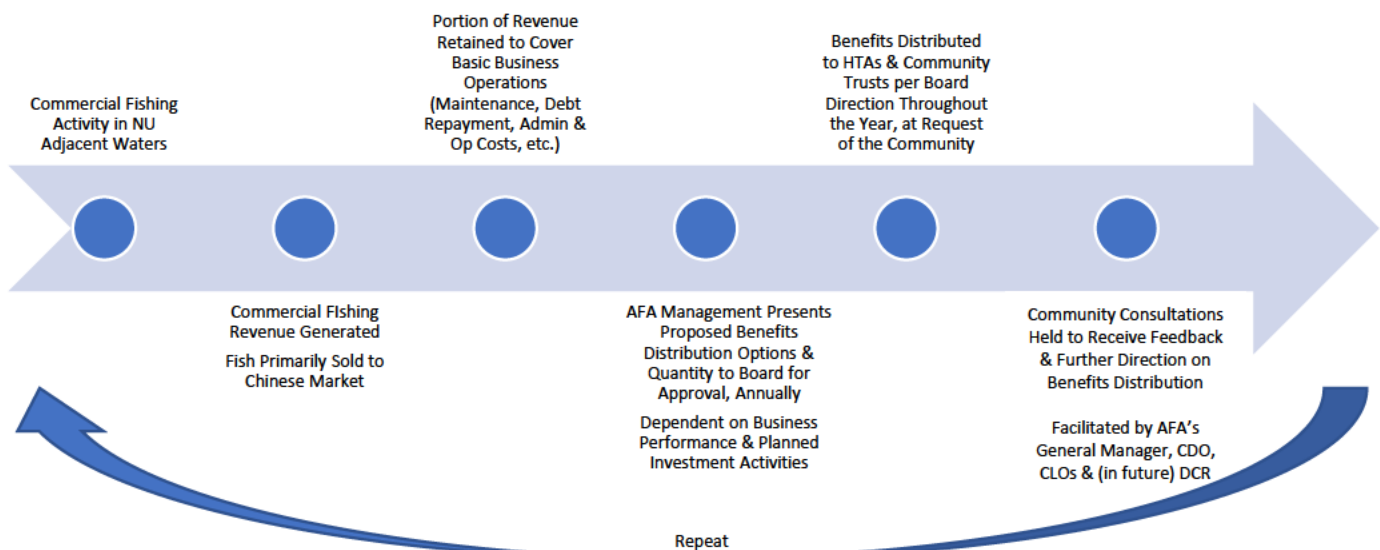 Commercial Fishing
Activity in NU
Adjacent Waters
Commercial FIshing
Revenue Generated
Fish Primarily Sold to
Chinese Market
Portion of Revenue
Retained to Cover
Basic Business
Operations
(Maintenance, Debt
Repayment, Admin &
Op Costs, etc.)
AFA Management Presents
Proposed Benefits
Distribution Options &
Quantity to Board for
Approval, Annually
Dependent on Business
Performance & Planned
Investment Activities
Benefits Distributed
to HTAs & Community
Trusts per Board
Direction Throughout
the Year, at Request
of the Community
Community Consultations
Held to Receive Feedback
& Further Direction on
Benefits Distribution
Facilitated by AFA's
General Manager, CDO,
CLOs & (in future) DCR
Repeat